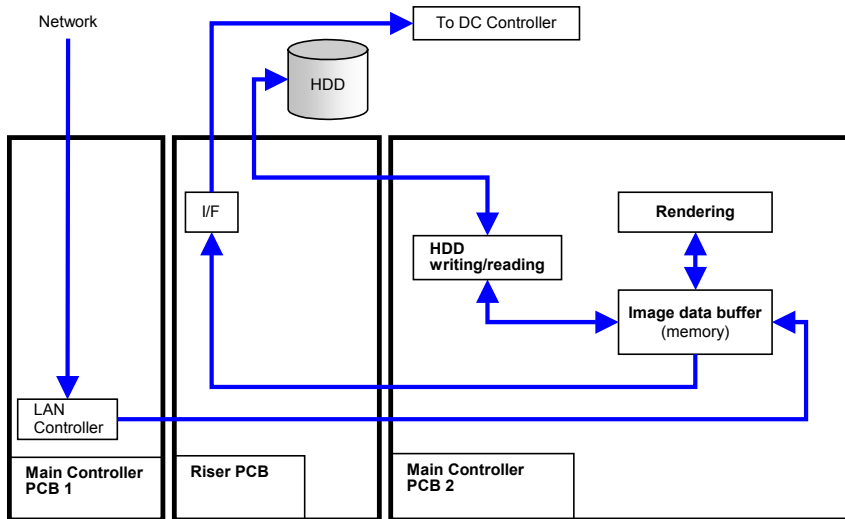 Network
To DC Controller
HDD
I/F
Rendering
HDD
writing/reading
Image data buffer
(memory)
LAN
Controller
Main Controller
PCB 1
Riser PCB
Main Controller
PCB 2